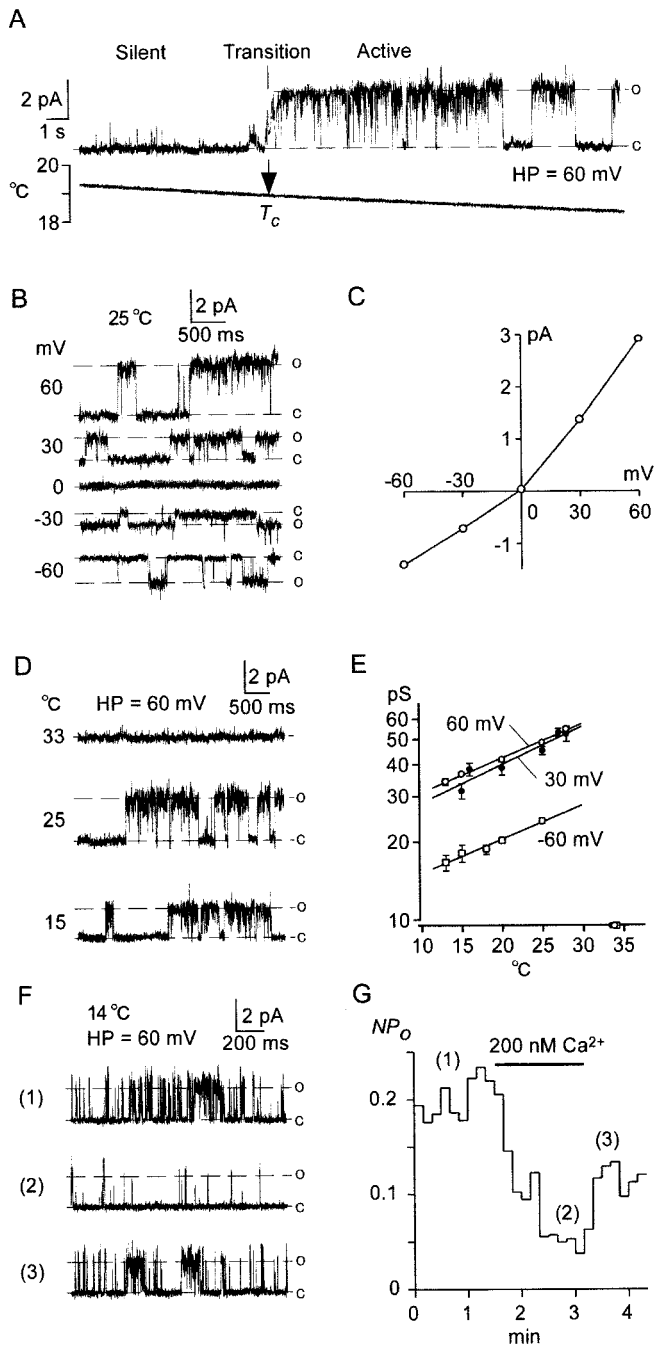 A
Silent Transition Active
2 pA
1 s
o
c
HP = 60 mV
20
°C
18
Tc
B
25 °C
2 pA
500 ms
mV
60
o
c
30
o
c
0
-30
c
o
-60
c
o
C
3
pA
2
1
-60 -30
mV
0 30 60
-1
D
°C
HP = 60 mV
2 pA
500 ms
33
-
25
-o
-c
15
-o
-c
E
pS
60
50
40
30
20
10
60 mV
30 mV
-60 mV
10 15 20 25 30 35
°C
F
14 °C
HP = 60 mV
2 pA
200 ms
(1)
o
c
(2)
o
c
(3)
o
c
G
NPo
200 nM Ca2+
(1)
(2)
(3)
0.2
0.1
0
0 1 2 3 4
min